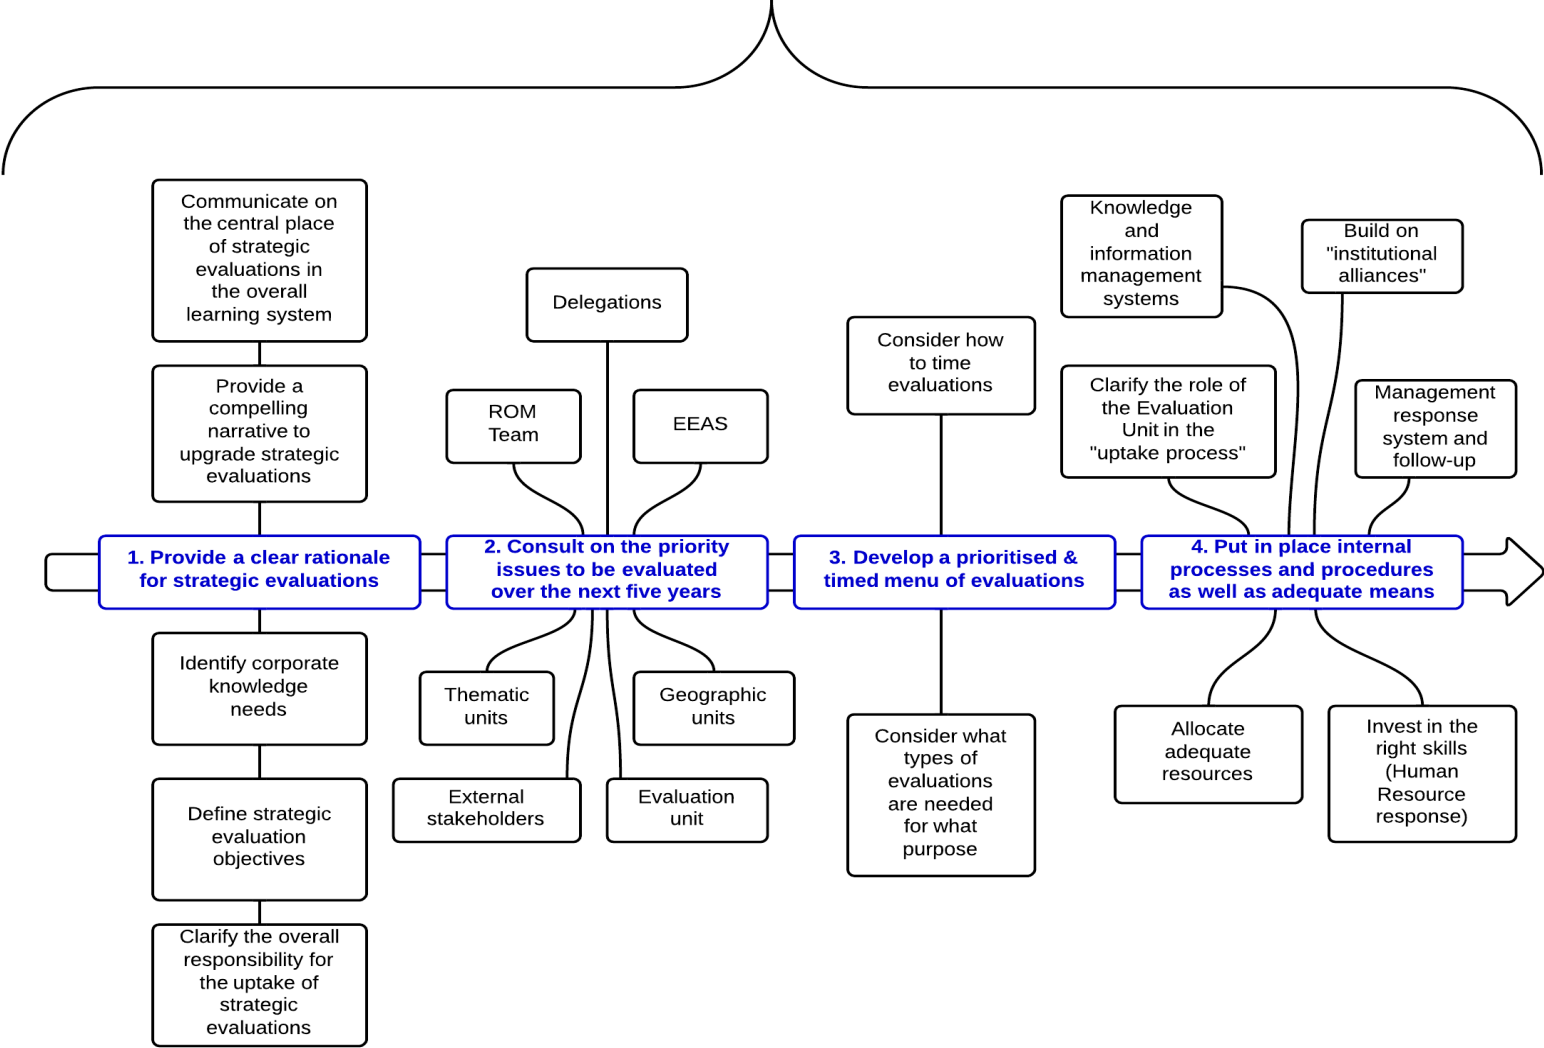 Communicate on
the central place
of strategic
evaluations in
the overall
learning system
Provide a
compelling
narrative to
upgrade strategic
evaluations
1. Provide a clear rationale
for strategic evaluations
Identify corporate
knowledge
needs
Define strategic
evaluation
objectives
Clarify the overall
responsibility for
the uptake of
strategic
evaluations
Delegations
ROM
Team
EEAS
2. Consult on the priority
issues to be evaluated
over the next five years
Thematic
units
Geographic
units
External
stakeholders
Evaluation
unit
Consider how
to time
evaluations
3. Develop a prioritised &
timed menu of evaluations
Consider what
types of
evaluations
are needed
for what
purpose
Knowledge
and
information
management
systems
Build on
"institutional
alliances"
Clarify the role of
the Evaluation
Unit in the
"uptake process"
Management
response
system and
follow-up
4. Put in place internal
processes and procedures
as well as adequate means
Allocate
adequate
resources
Invest in the
right skills
(Human
Resource
response)